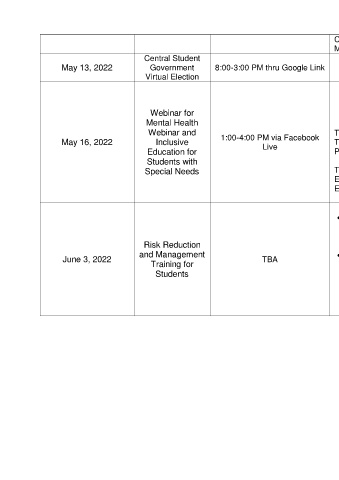 C
M
May 13, 2022
Central Student
Government
Virtual Election
8:00-3:00 PM thru Google Link
May 16, 2022
Webinar for
Mental Health
Webinar and
Inclusive
Education for
Students with
Special Needs
1:00-4:00 PM via Facebook
Live
T
T
P
T
E
E
June 3, 2022
Risk Reduction
and Management
Training for
Students
TBA
•
•